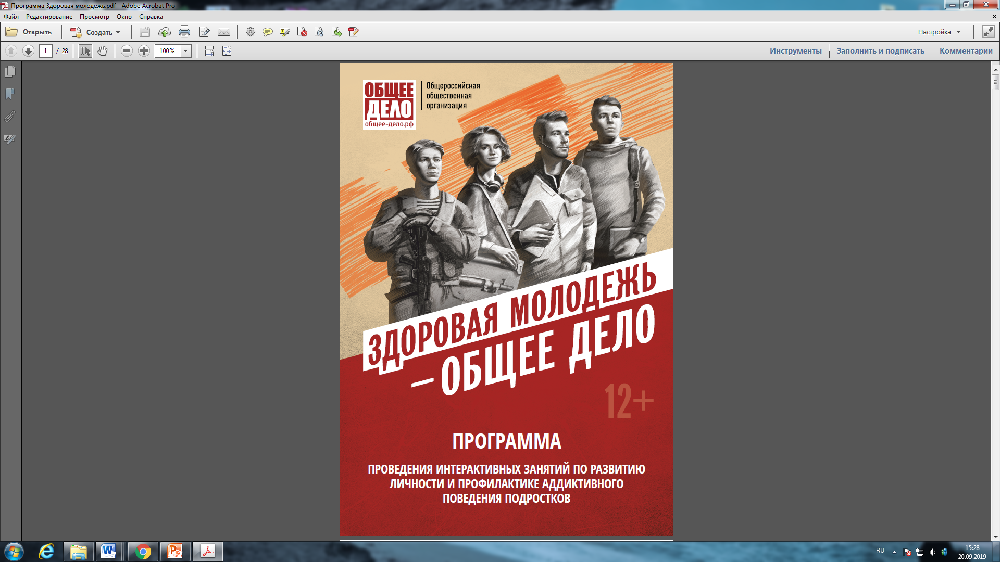 Программа Здоровая молодежь.pdf - Adobe Acrobat Pro
Файл Редактирование Просмотр Окно Справка
Открыть Создать Настройка
1 / 28 100% Инструменты Заполнить и подписать Комментарии
ОБЩЕЕ
ДЕЛО
общее-дело.рф
Общероссийская
общественная
организация
ЗДОРОВАЯ МОЛОДЕЖЬ
– ОБЩЕЕ ДЕЛО
12+
ПРОГРАММА
ПРОВЕДЕНИЯ ИНТЕРАКТИВНЫХ ЗАНЯТИЙ ПО РАЗВИТИЮ
ЛИЧНОСТИ И ПРОФИЛАКТИКЕ АДДИКТИВНОГО
ПОВЕДЕНИЯ ПОДРОСТКОВ
RU
15:28
20.09.2019